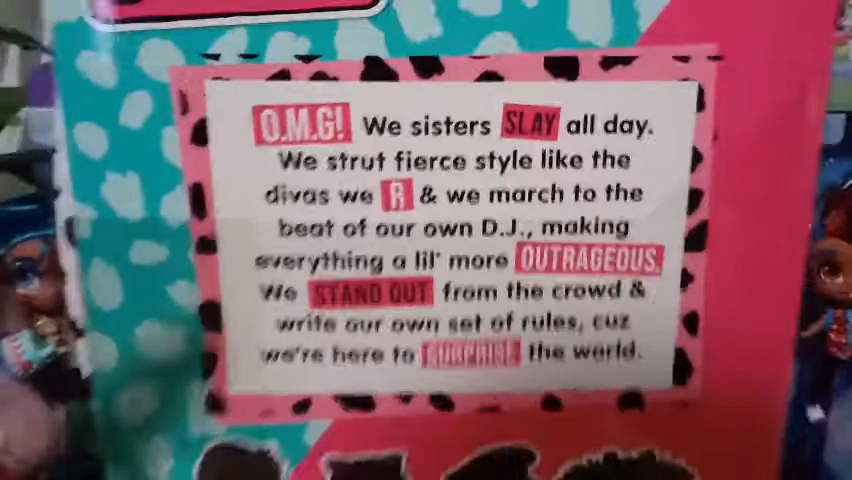 O.M.G! We sisters SLAY all day.
We strut fierce style like the
divas we R & we march to the
beat of our own D.J., making
everything a lil' more OUTRAGEOUS.
We STAND OUT from the crowd &
write our own set of rules, cuz
we're here to SURPRISE the world.